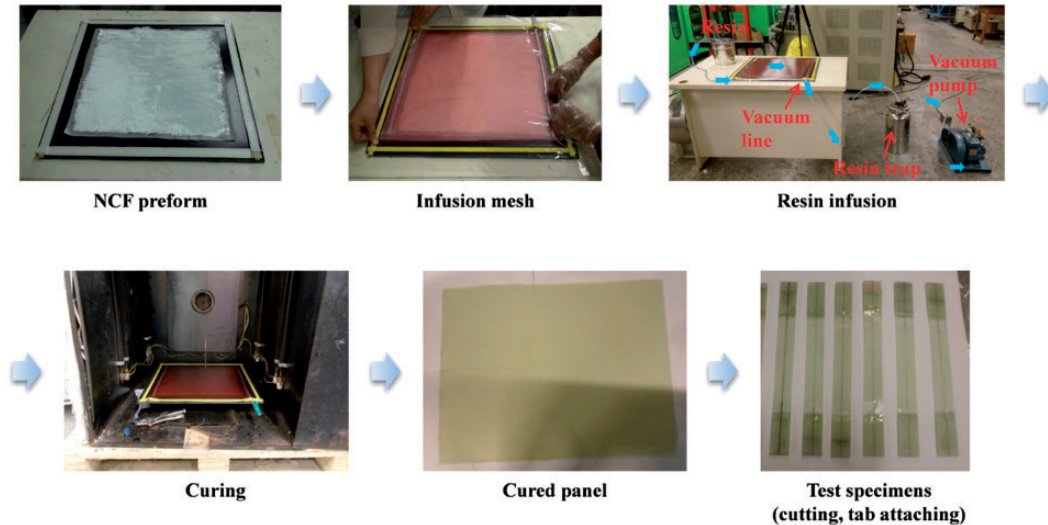 Resin
Vacuum
pump
Vacuum
line
Resin trap
NCF preform
Infusion mesh
Resin infusion
Curing
Cured panel
Test specimens
(cutting, tab attaching)